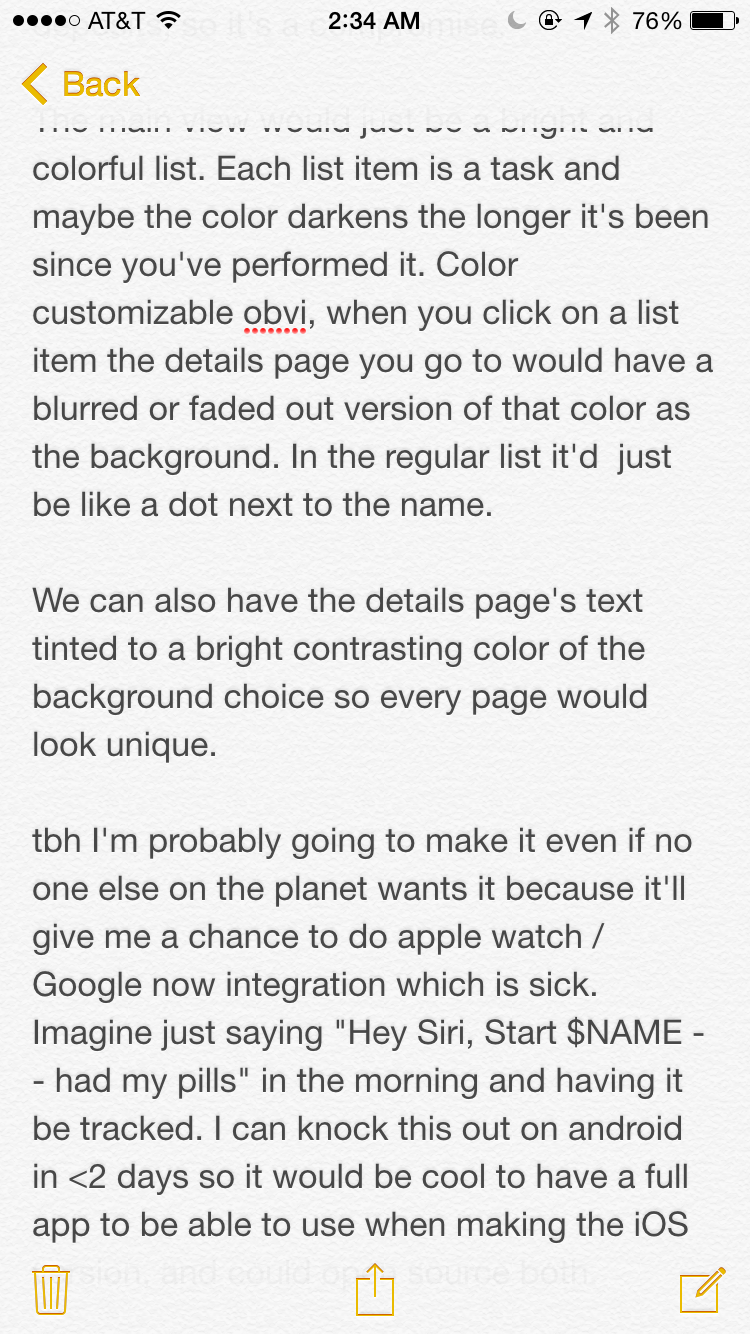 AT&T 2:34 AM 76%
so it's a compromise.
Back
The main view would just be a bright and
colorful list. Each list item is a task and
maybe the color darkens the longer it's been
since you've performed it. Color
customizable obvi, when you click on a list
item the details page you go to would have a
blurred or faded out version of that color as
the background. In the regular list it'd  just
be like a dot next to the name.
We can also have the details page's text
tinted to a bright contrasting color of the
background choice so every page would
look unique.
tbh I'm probably going to make it even if no
one else on the planet wants it because it'll
give me a chance to do apple watch /
Google now integration which is sick.
Imagine just saying "Hey Siri, Start $NAME -
- had my pills" in the morning and having it
be tracked. I can knock this out on android
in <2 days so it would be cool to have a full
app to be able to use when making the iOS
version, and could open source both.